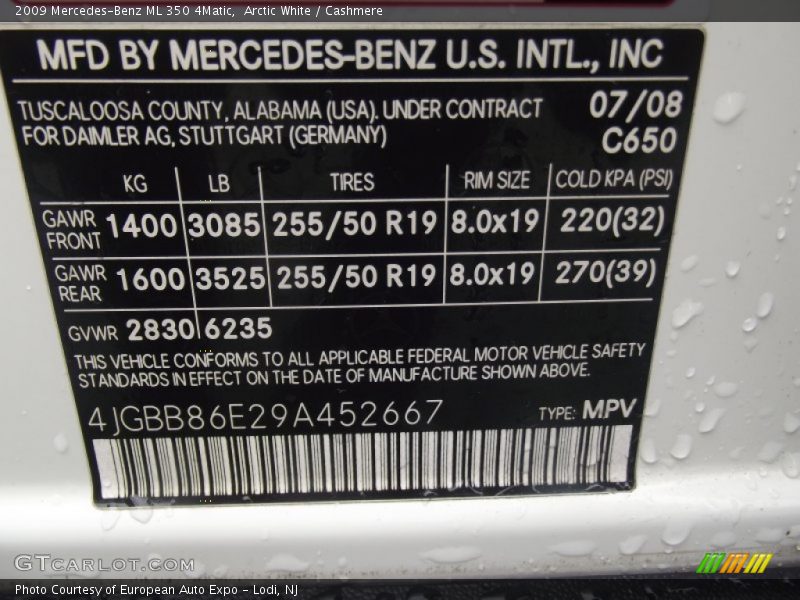 2009 Mercedes-Benz ML 350 4Matic, Arctic White / Cashmere
MFD BY MERCEDES-BENZ U.S. INTL., INC
TUSCALOOSA COUNTY, ALABAMA (USA). UNDER CONTRACT 07/08
FOR DAIMLER AG, STUTTGART (GERMANY) C650
KG LB TIRES RIM SIZE COLD KPA (PSI)
GAWR FRONT 1400 3085 255/50 R19 8.0x19 220(32)
GAWR REAR 1600 3525 255/50 R19 8.0x19 270(39)
GVWR 2830 6235
THIS VEHICLE CONFORMS TO ALL APPLICABLE FEDERAL MOTOR VEHICLE SAFETY
STANDARDS IN EFFECT ON THE DATE OF MANUFACTURE SHOWN ABOVE.
4JGBB86E29A452667 TYPE: MPV
GTCARLOT.COM
Photo Courtesy of European Auto Expo - Lodi, NJ